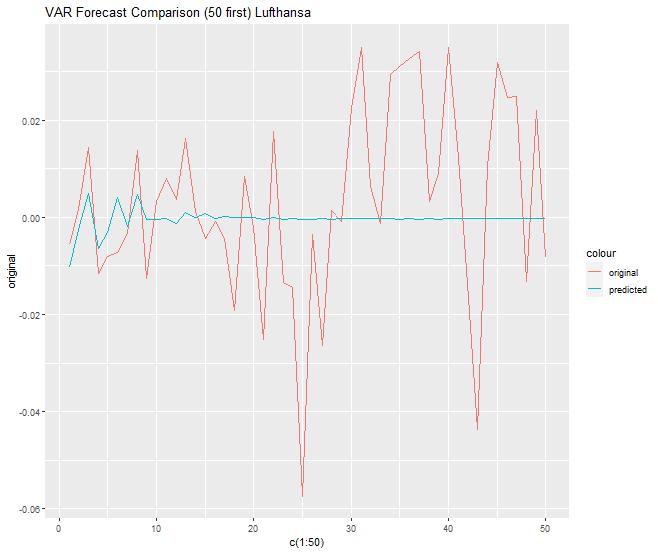 VAR Forecast Comparison (50 first) Lufthansa
original
0.02
0.00
-0.02
-0.04
-0.06
0
10
20
30
40
50
c(1:50)
colour
original
predicted